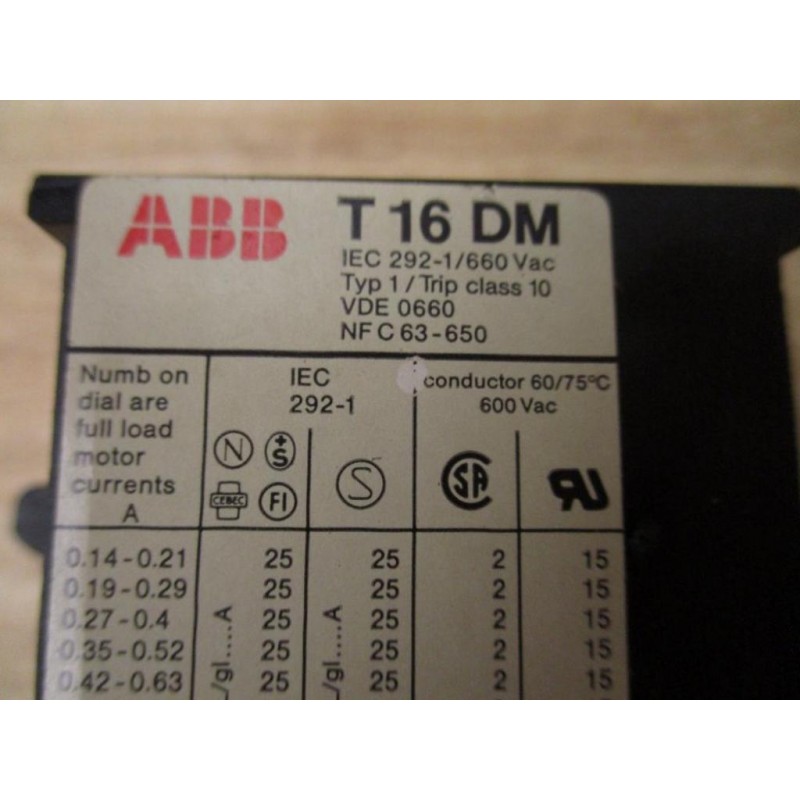 ABB T 16 DM
IEC 292-1/660 Vac
Typ 1 / Trip class 10
VDE 0660
NF C 63-650
Numb on
dial are
full load
motor
currents
A
IEC
292-1
conductor 60/75°C
600 Vac
N
+S
CEBEC
FI
S
SA
UR
0.14-0.21 25 25 2 15
0.19-0.29 25 25 2 15
0.27-0.4 25 25 2 15
0.35-0.52 25 25 2 15
0.42-0.63 25 25 2 15
/gl....A
/gl....A